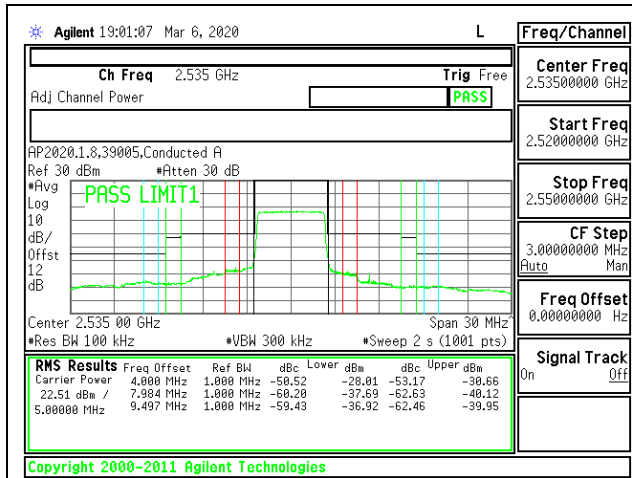 Agilent 19:01:07 Mar 6, 2020 L
Freq/Channel
Ch Freq 2.535 GHz Trig Free
Adj Channel Power PASS
AP2020.1.8,39005,Conducted A
Ref 30 dBm #Atten 30 dB
#Avg
Log
10
dB/
Offst
12
dB
PASS LIMIT1
Center 2.535 00 GHz Span 30 MHz
#Res BW 100 kHz #VBW 300 kHz #Sweep 2 s (1001 pts)
RMS Results Freq Offset Ref BW dBc Lower dBm dBc Upper dBm
Carrier Power 4.000 MHz 1.000 MHz -50.52 -28.01 -53.17 -30.66
22.51 dBm / 7.984 MHz 1.000 MHz -60.20 -37.69 -62.63 -40.12
5.00000 MHz 9.497 MHz 1.000 MHz -59.43 -36.92 -62.46 -39.95
Center Freq
2.53500000 GHz
Start Freq
2.52000000 GHz
Stop Freq
2.55000000 GHz
CF Step
3.00000000 MHz
Auto Man
Freq Offset
0.00000000 Hz
Signal Track
On Off
Copyright 2000-2011 Agilent Technologies